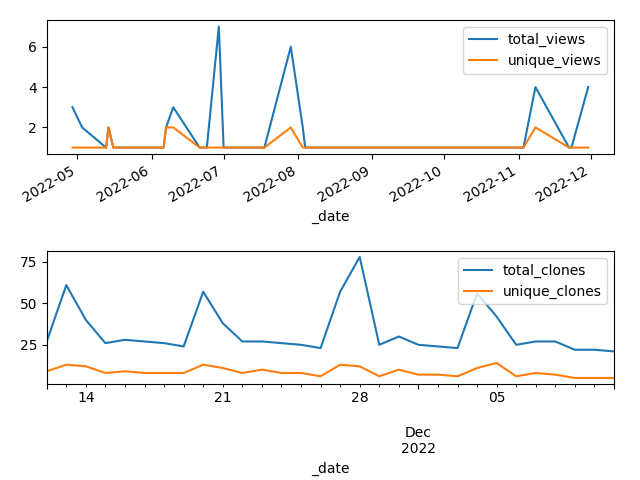 6
4
2
total_views
unique_views
2022-05
2022-06
2022-07
2022-08
2022-09
2022-10
2022-11
2022-12
_date
75
50
25
total_clones
unique_clones
14
21
28
05
Dec
2022
_date